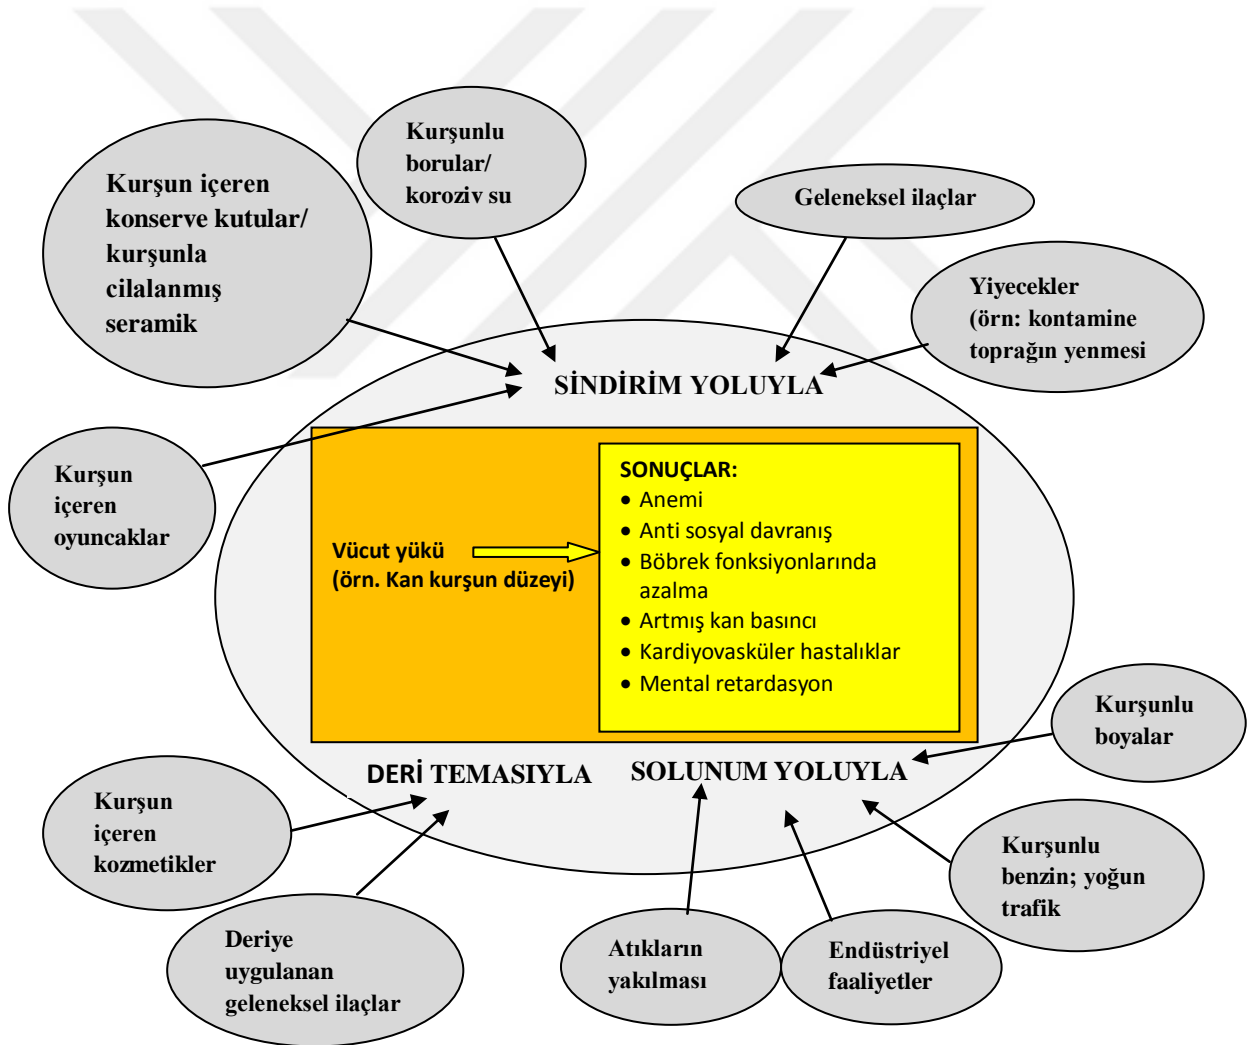 Kurşunlu
borular/
koroziv su
Kurşun içeren
konserve kutular/
kurşunla
cilalanmış
seramik
Geleneksel ilaçlar
Yiyecekler
(örn: kontamine
toprağın yenmesi
SİNDİRİM YOLUYLA
Kurşun
içeren
oyuncaklar
Vücut yükü
(örn. Kan kurşun düzeyi)
SONUÇLAR:
• Anemi
• Anti sosyal davranış
• Böbrek fonksiyonlarında
azalma
• Artmış kan basıncı
• Kardiyovasküler hastalıklar
• Mental retardasyon
Kurşunlu
boyalar
DERİ TEMASIYLA
SOLUNUM YOLUYLA
Kurşun
içeren
kozmetikler
Kurşunlu
benzin; yoğun
trafik
Deriye
uygulanan
geleneksel ilaçlar
Atıkların
yakılması
Endüstriyel
faaliyetler